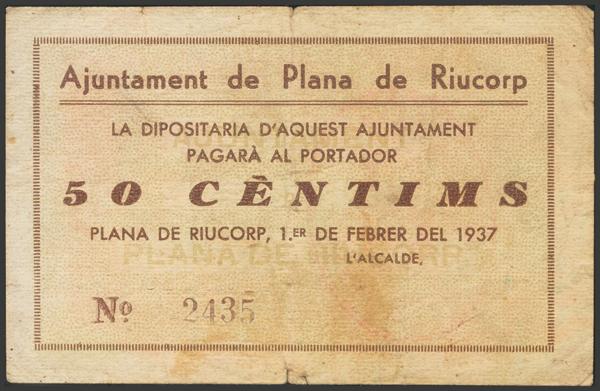 Ajuntament de Plana de Riucorp
LA DIPOSITARIA D'AQUEST AJUNTAMENT
PAGARÀ AL PORTADOR
50 CÈNTIMS
PLANA DE RIUCORP, 1.ER DE FEBRER DEL 1937
L'ALCALDE,
Nº 2435